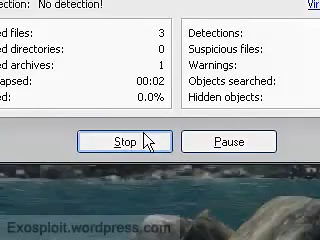 ection: No detection! Vir
ed files: 3 Detections:
ed directories: 0 Suspicious files:
ed archives: 1 Warnings:
apsed: 00:02 Objects searched:
ed: 0.0% Hidden objects:
Stop Pause
Exosploit.wordpress.com